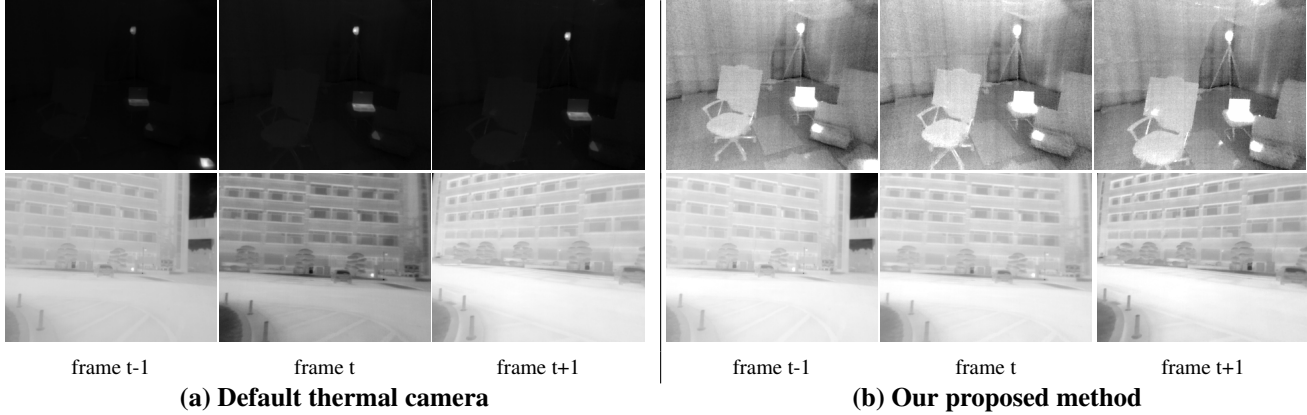 frame t-1 frame t frame t+1 frame t-1 frame t frame t+1
(a) Default thermal camera (b) Our proposed method